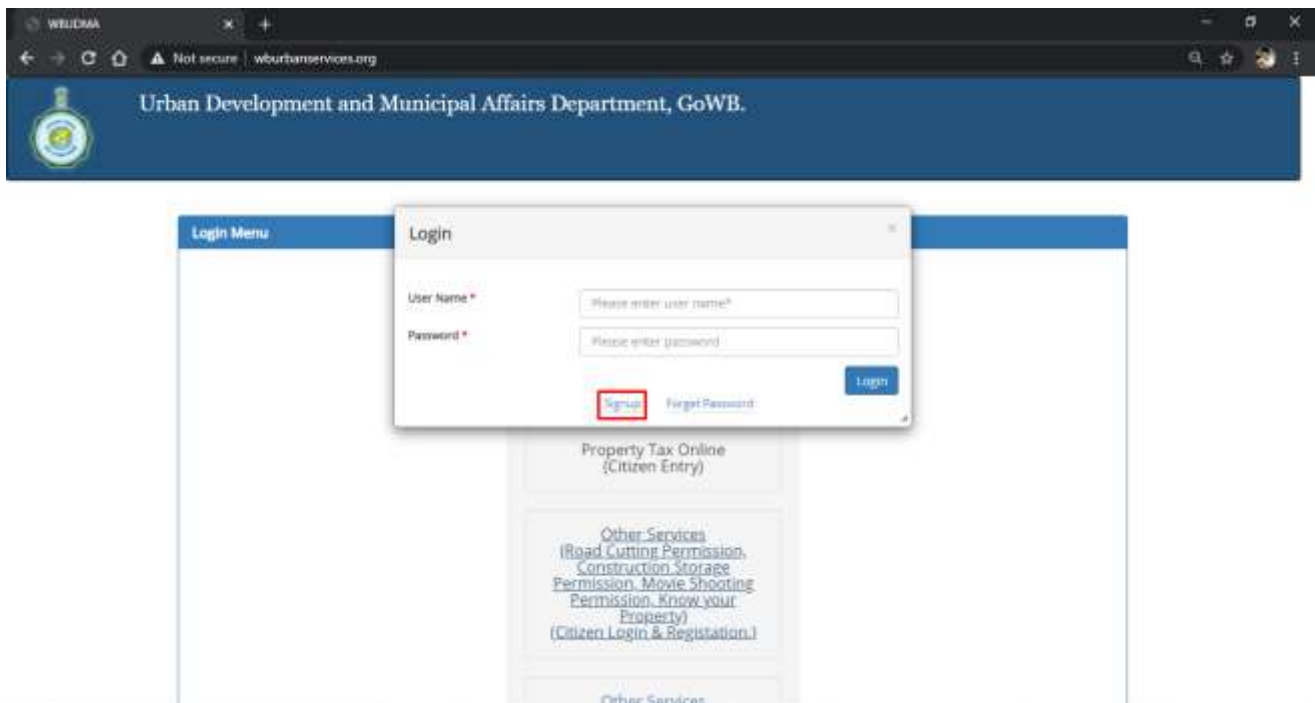 WBUDMA
Not secure | wburbanservices.org
Urban Development and Municipal Affairs Department, GoWB.
Login Menu
Login
User Name *
Please enter user name*
Password *
Please enter password
Login
Signup
Forget Password
Property Tax Online
(Citizen Entry)
Other Services
(Road Cutting Permission,
Construction Storage
Permission, Movie Shooting
Permission, Know your
Property)
(Citizen Login & Registation.)
Other Services